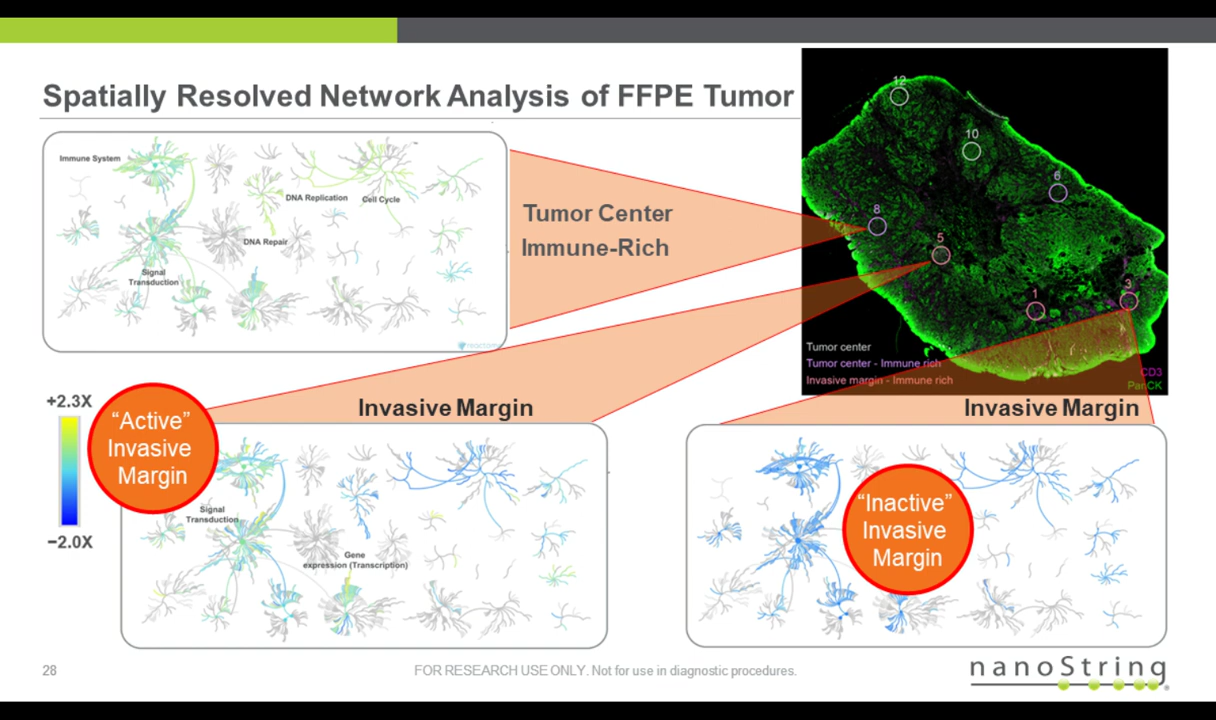 Spatially Resolved Network Analysis of FFPE Tumor
Immune System
DNA Replication
Cell Cycle
DNA Repair
Signal
Transduction
reactome
Tumor Center
Immune-Rich
12
10
6
8
5
1
3
Tumor center
Tumor center - Immune rich
Invasive margin - Immune rich
CD3
PanCK
+2.3X
−2.0X
“Active”
Invasive
Margin
Invasive Margin
Signal
Transduction
Gene
expression (Transcription)
Invasive Margin
“Inactive”
Invasive
Margin
28
FOR RESEARCH USE ONLY. Not for use in diagnostic procedures.
nanoString